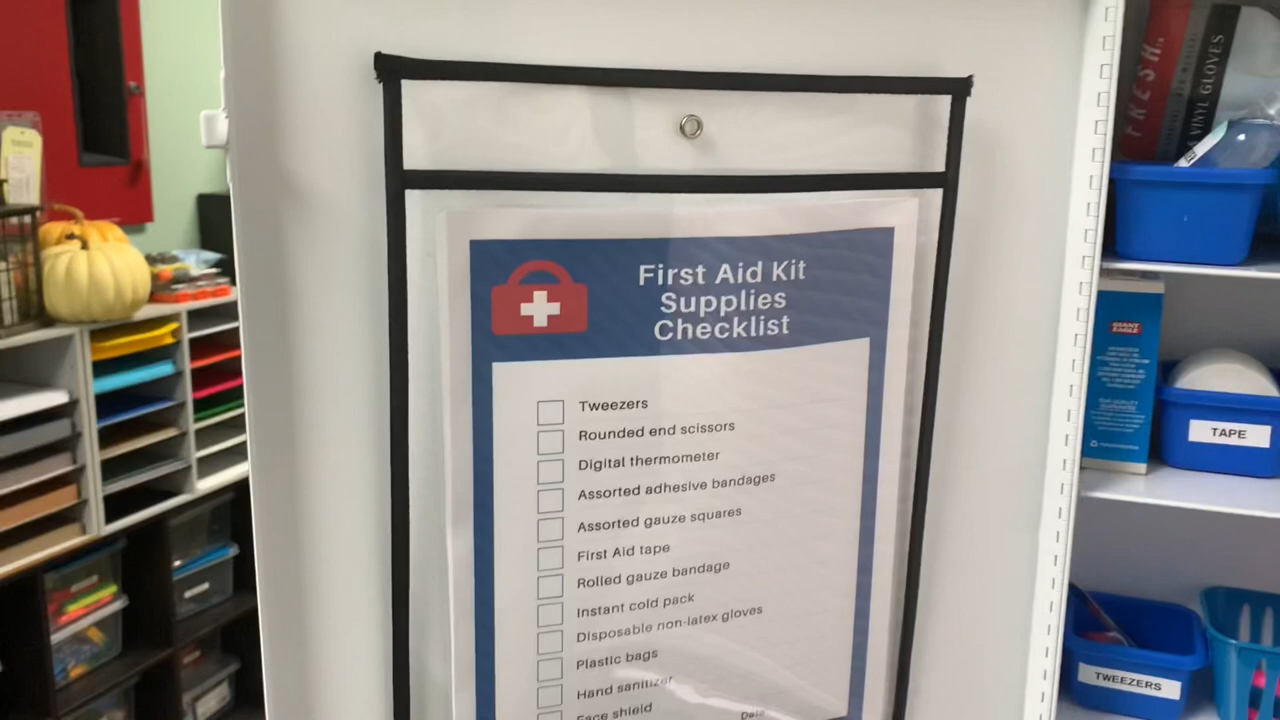 First Aid Kit
Supplies
Checklist
Tweezers
Rounded end scissors
Digital thermometer
Assorted adhesive bandages
Assorted gauze squares
First Aid tape
Rolled gauze bandage
Instant cold pack
Disposable non-latex gloves
Plastic bags
Hand sanitizer
Face shield
Date
FRESH
VINYL GLOVES
GIANT
EAGLE
TAPE
TWEEZERS